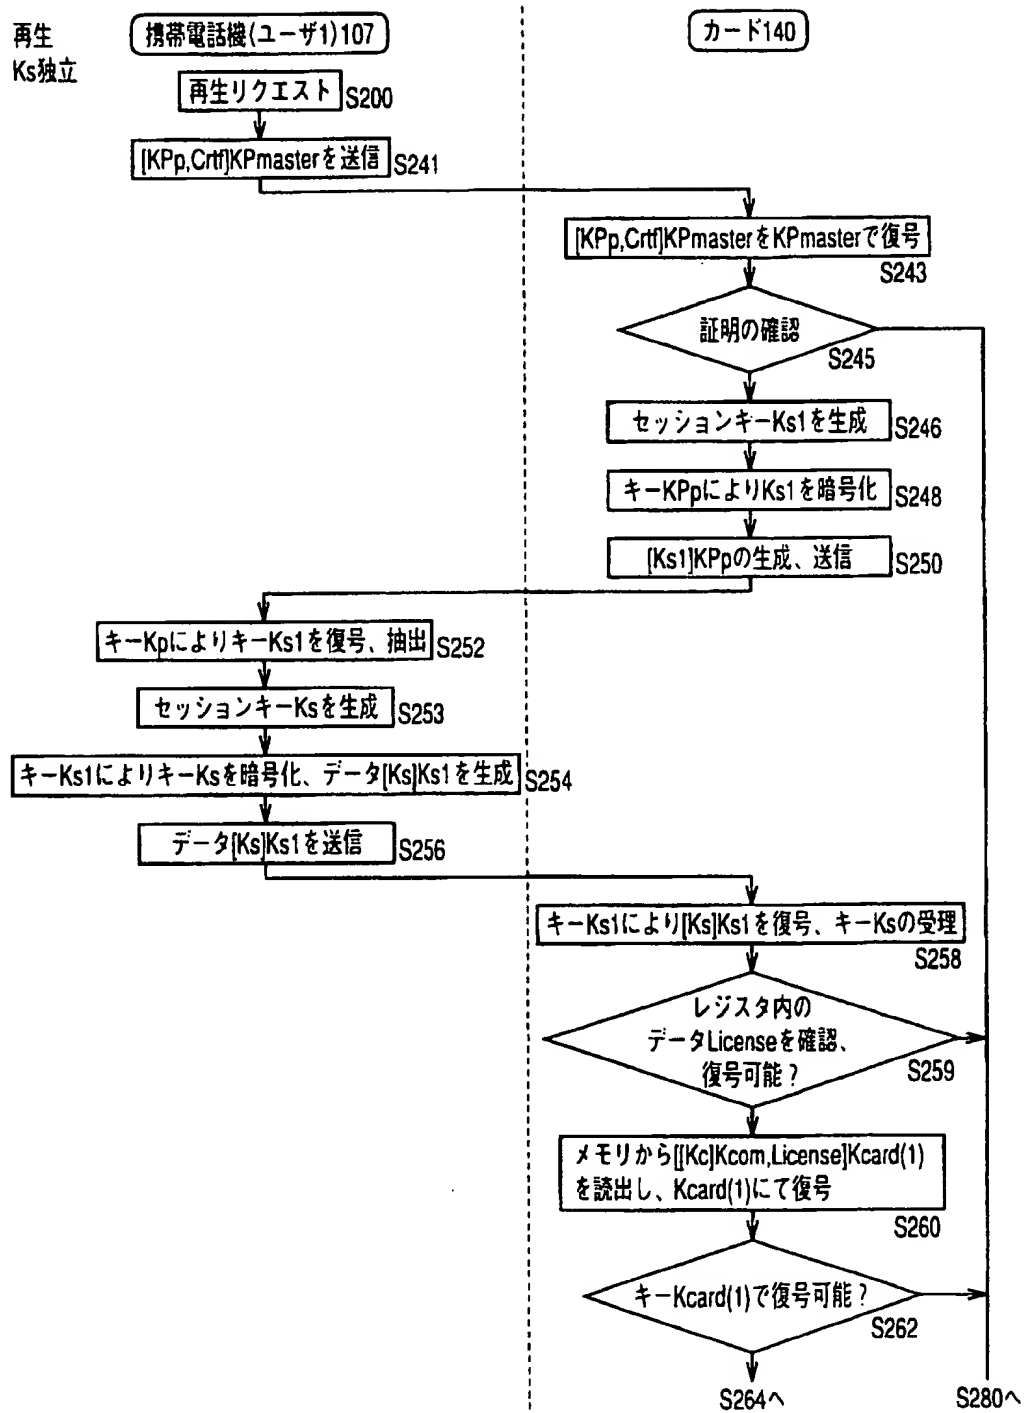 再生
Ks独立
携帯電話機(ユーザ1)107
カード140
再生リクエスト
S200
[KPp,Crtf]KPmasterを送信
S241
[KPp,Crtf]KPmasterをKPmasterで復号
S243
証明の確認
S245
セッションキーKs1を生成
S246
キーKPpによりKs1を暗号化
S248
[Ks1]KPpの生成、送信
S250
キーKpによりキーKs1を復号、抽出
S252
セッションキーKsを生成
S253
キーKs1によりキーKsを暗号化、データ[Ks]Ks1を生成
S254
データ[Ks]Ks1を送信
S256
キーKs1により[Ks]Ks1を復号、キーKsの受理
S258
レジスタ内の
データLicenseを確認、
復号可能？
S259
メモリから[[Kc]Kcom,License]Kcard(1)
を読出し、Kcard(1)にて復号
S260
キーKcard(1)で復号可能？
S262
S264へ
S280へ